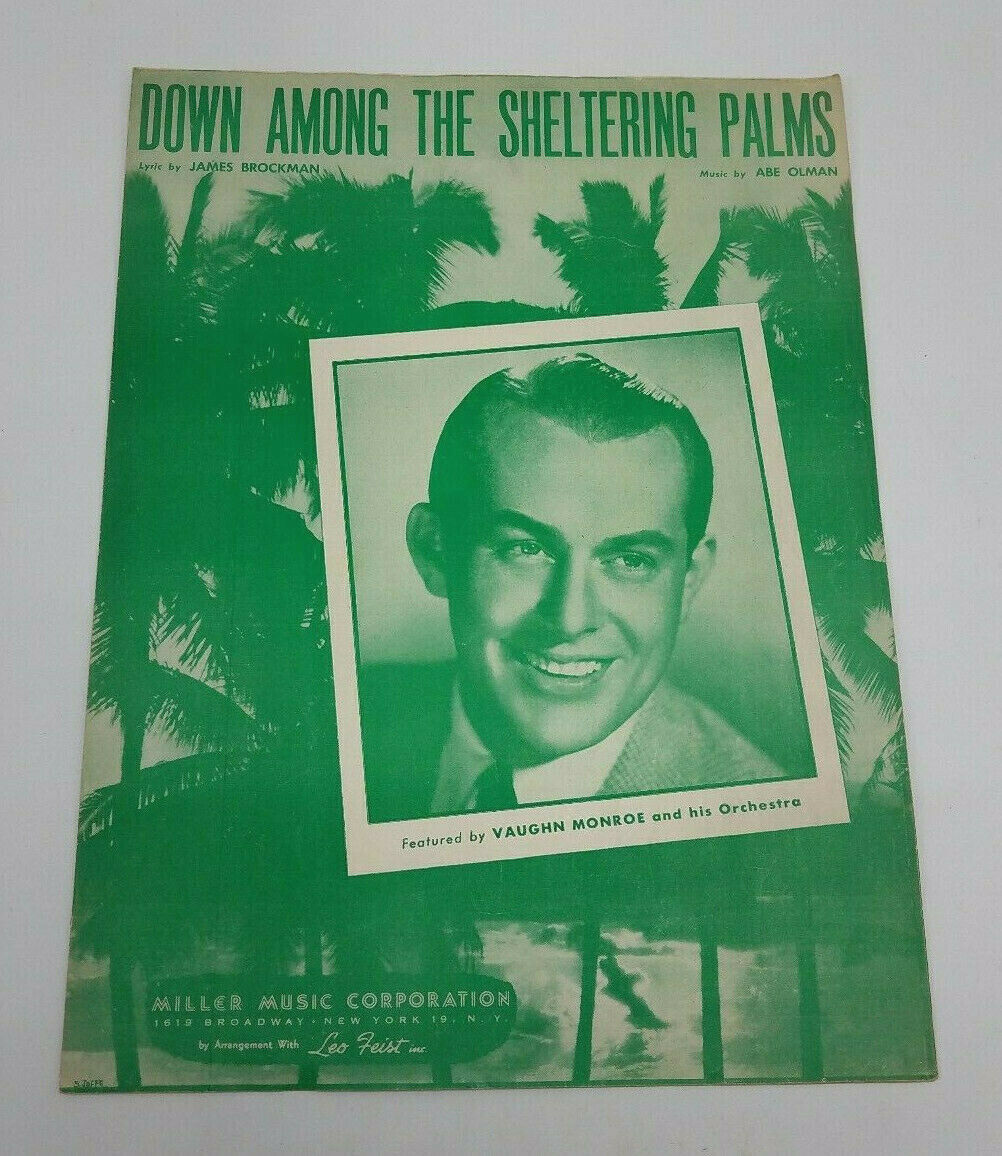 DOWN AMONG THE SHELTERING PALMS
Lyric by JAMES BROCKMAN
Music by ABE OLMAN
Featured by VAUGHN MONROE and his Orchestra
MILLER MUSIC CORPORATION
1619 BROADWAY • NEW YORK 19, N. Y.
by Arrangement With Leo Feist inc.